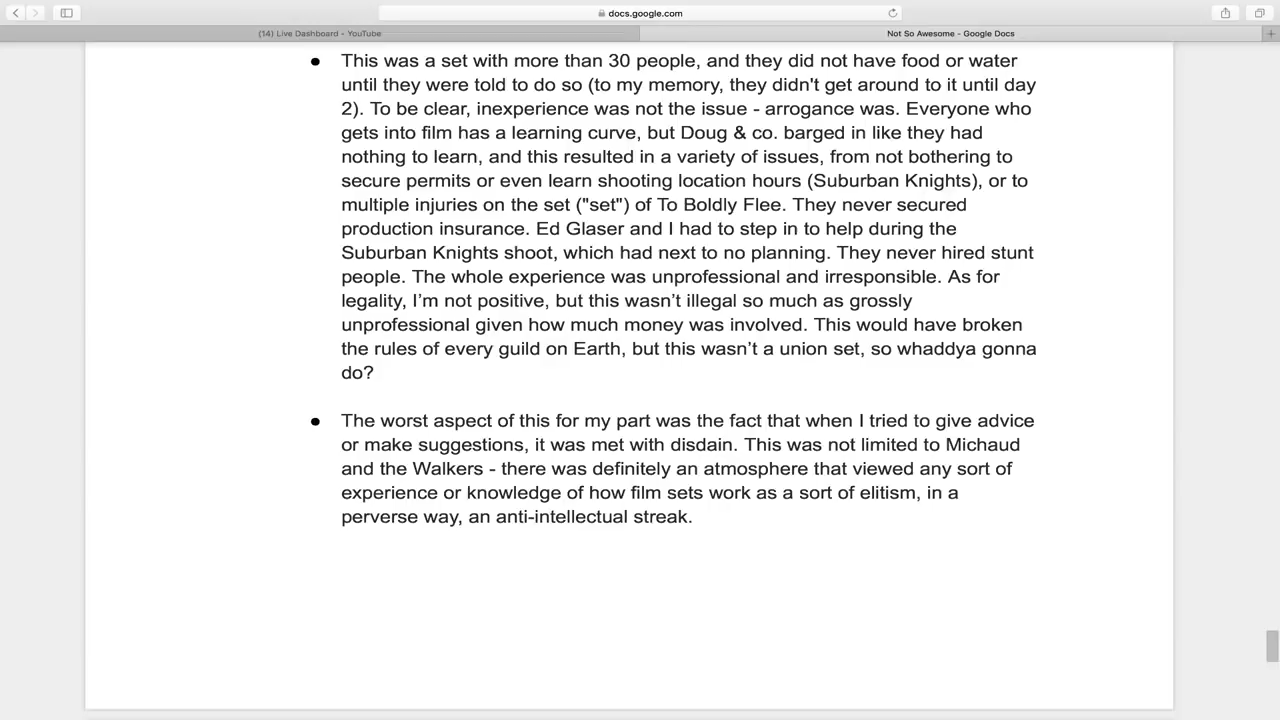 docs.google.com
(14) Live Dashboard - YouTube
Not So Awesome - Google Docs
● This was a set with more than 30 people, and they did not have food or water
until they were told to do so (to my memory, they didn't get around to it until day
2). To be clear, inexperience was not the issue - arrogance was. Everyone who
gets into film has a learning curve, but Doug & co. barged in like they had
nothing to learn, and this resulted in a variety of issues, from not bothering to
secure permits or even learn shooting location hours (Suburban Knights), or to
multiple injuries on the set ("set") of To Boldly Flee. They never secured
production insurance. Ed Glaser and I had to step in to help during the
Suburban Knights shoot, which had next to no planning. They never hired stunt
people. The whole experience was unprofessional and irresponsible. As for
legality, I’m not positive, but this wasn’t illegal so much as grossly
unprofessional given how much money was involved. This would have broken
the rules of every guild on Earth, but this wasn’t a union set, so whaddya gonna
do?
● The worst aspect of this for my part was the fact that when I tried to give advice
or make suggestions, it was met with disdain. This was not limited to Michaud
and the Walkers - there was definitely an atmosphere that viewed any sort of
experience or knowledge of how film sets work as a sort of elitism, in a
perverse way, an anti-intellectual streak.